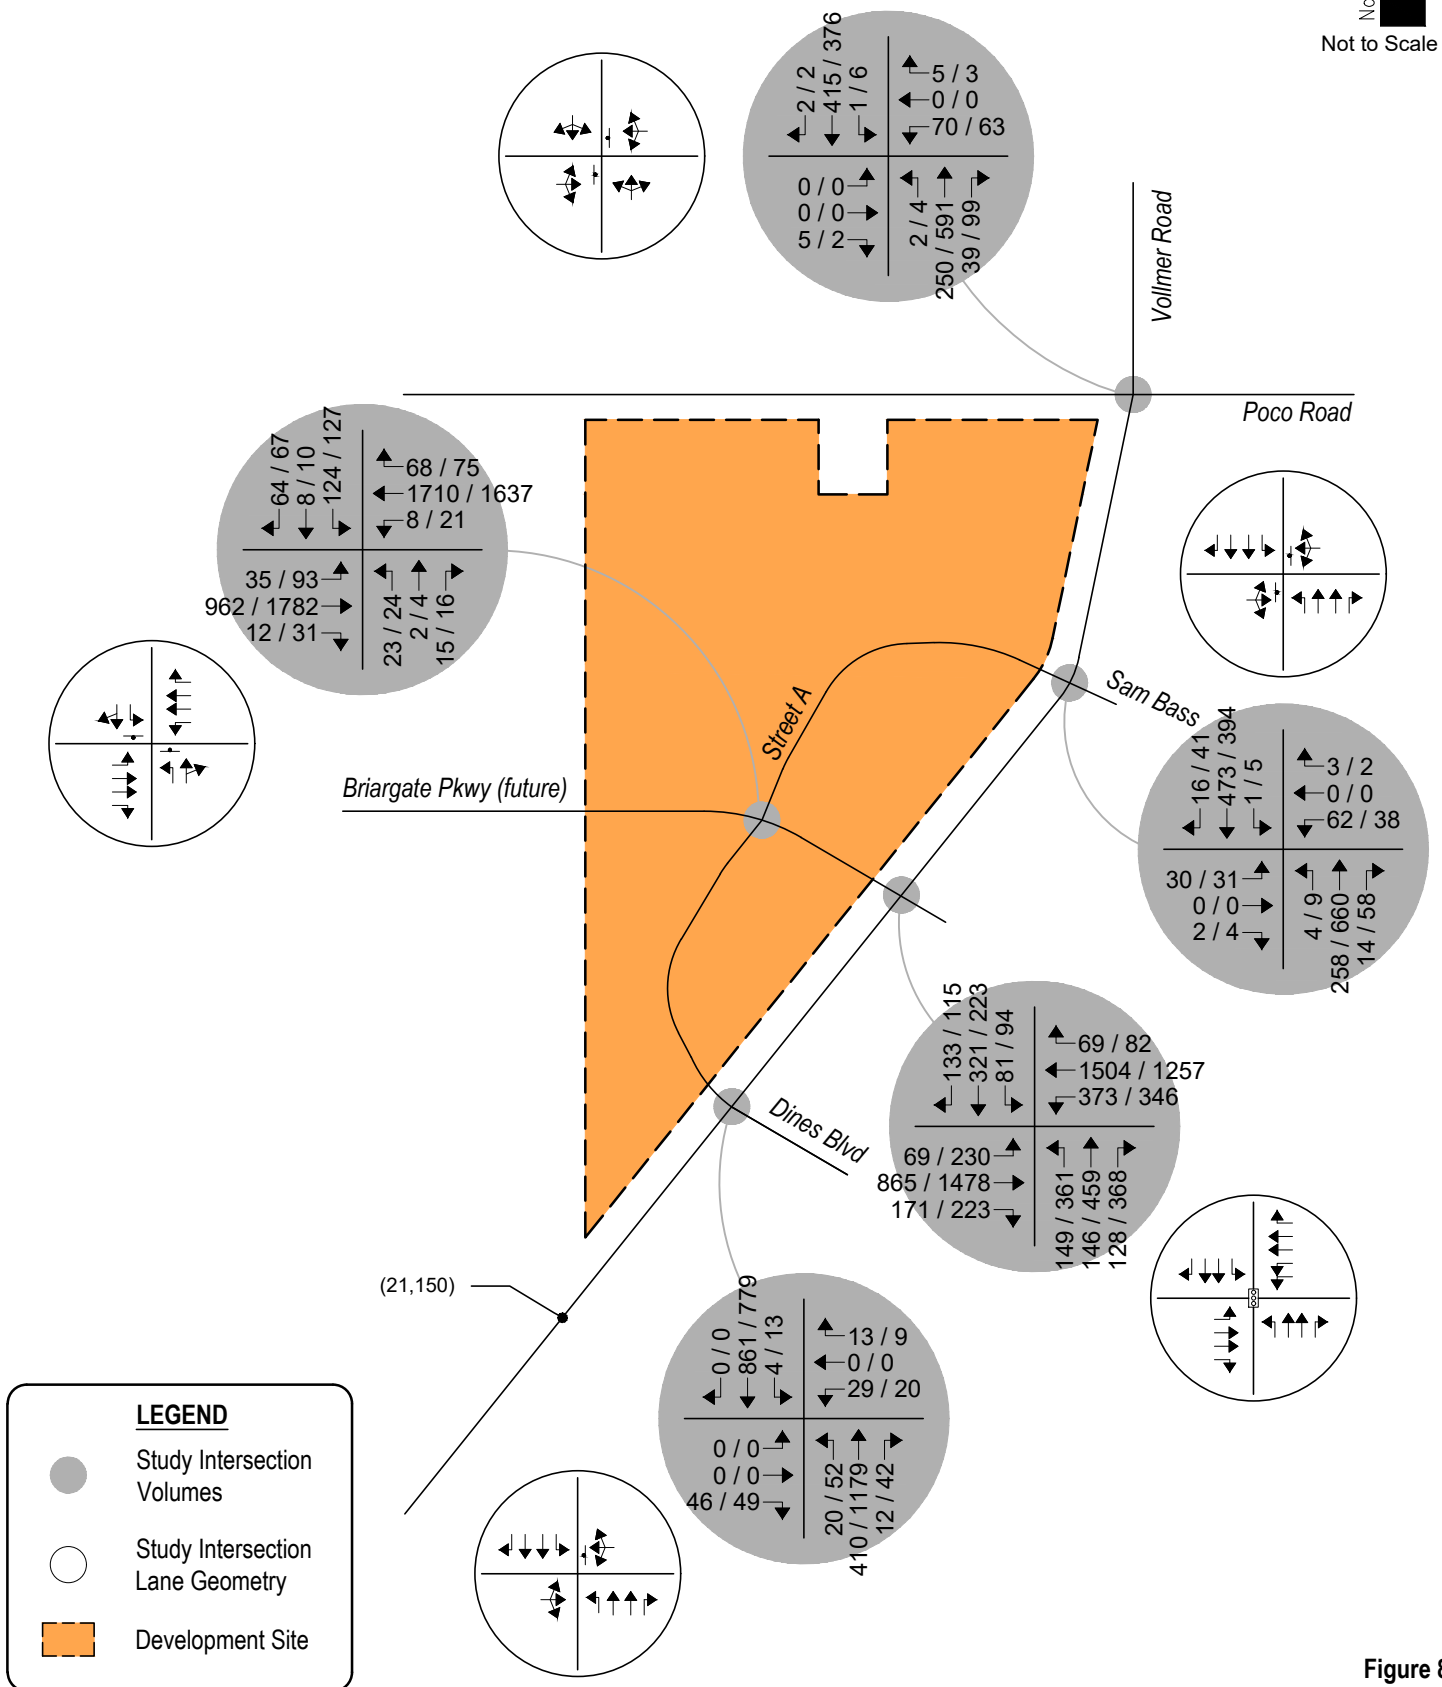 No
Not to Scale
2 / 2
415 / 376
1 / 6
5 / 3
0 / 0
70 / 63
0 / 0
0 / 0
5 / 2
2 / 4
250 / 591
39 / 99
Vollmer Road
Poco Road
64 / 67
8 / 10
124 / 127
68 / 75
1710 / 1637
8 / 21
35 / 93
962 / 1782
12 / 31
23 / 24
2 / 4
15 / 16
Street A
Sam Bass
Briargate Pkwy (future)
16 / 41
473 / 394
1 / 5
3 / 2
0 / 0
62 / 38
30 / 31
0 / 0
2 / 4
4 / 9
258 / 660
14 / 58
133 / 115
321 / 223
81 / 94
69 / 82
1504 / 1257
373 / 346
69 / 230
865 / 1478
171 / 223
149 / 361
146 / 459
128 / 368
Dines Blvd
(21,150)
0 / 0
861 / 779
4 / 13
13 / 9
0 / 0
29 / 20
0 / 0
0 / 0
46 / 49
20 / 52
410 / 1179
12 / 42
LEGEND
Study Intersection
Volumes
Study Intersection
Lane Geometry
Development Site
Figure 8